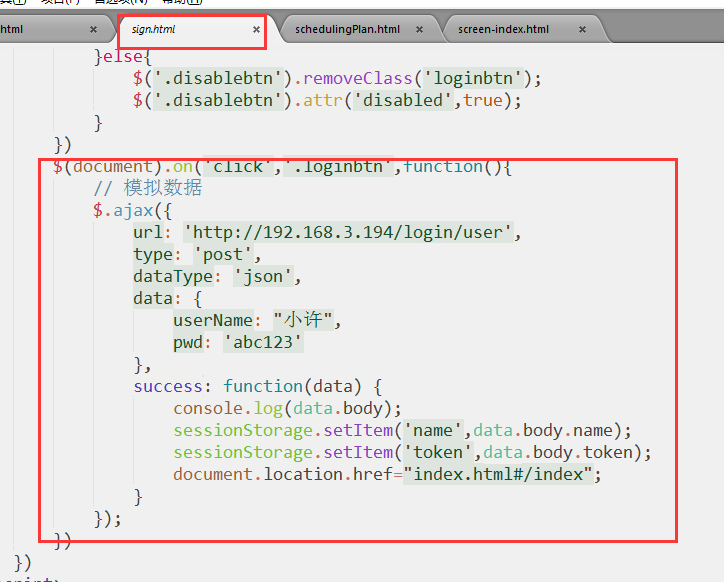 html × sign.html × schedulingPlan.html × screen-index.html ×
}else{
$('.disablebtn').removeClass('loginbtn');
$('.disablebtn').attr('disabled',true);
}
})
$(document).on('click','.loginbtn',function(){
// 模拟数据
$.ajax({
url: 'http://192.168.3.194/login/user',
type: 'post',
dataType: 'json',
data: {
userName: "小许",
pwd: 'abc123'
},
success: function(data) {
console.log(data.body);
sessionStorage.setItem('name',data.body.name);
sessionStorage.setItem('token',data.body.token);
document.location.href="index.html#/index";
}
});
})
})